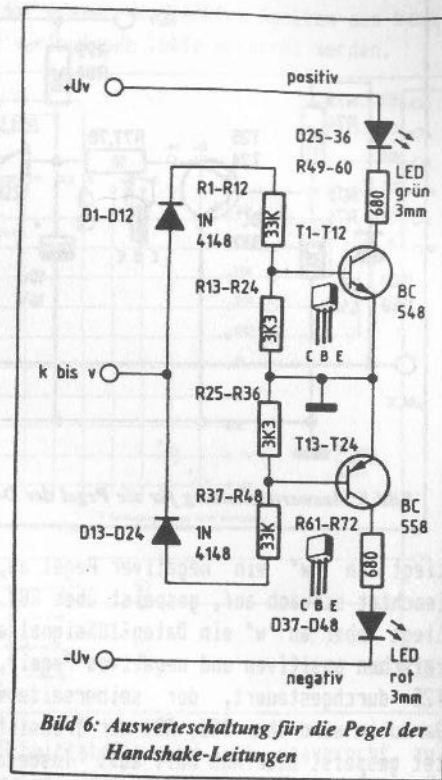 positiv
+Uv
D25-36
LED
grün
3mm
R49-60
680
R1-R12
D1-D12
1N
4148
33K
T1-T12
R13-R24
3K3
C B E
BC
548
k bis v
R25-R36
3K3
T13-T24
R37-R48
33K
BC
558
D13-D24
1N
4148
R61-R72
680
C B E
D37-D48
-Uv
LED
rot
3mm
negativ
Bild 6: Auswerteschaltung für die Pegel der
Handshake-Leitungen